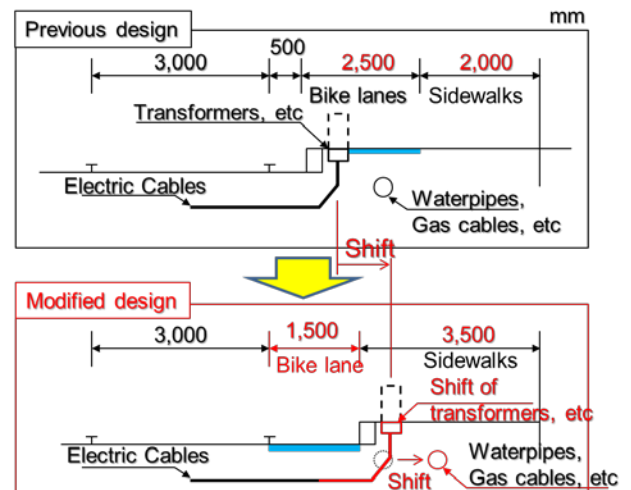 Previous design
mm
500
3,000
2,500
2,000
Bike lanes
Sidewalks
Transformers, etc
Electric Cables
Waterpipes,
Gas cables, etc
Shift
Modified design
3,000
1,500
3,500
Bike lane
Sidewalks
Shift of
transformers, etc
Electric Cables
Waterpipes,
Gas cables, etc
Shift